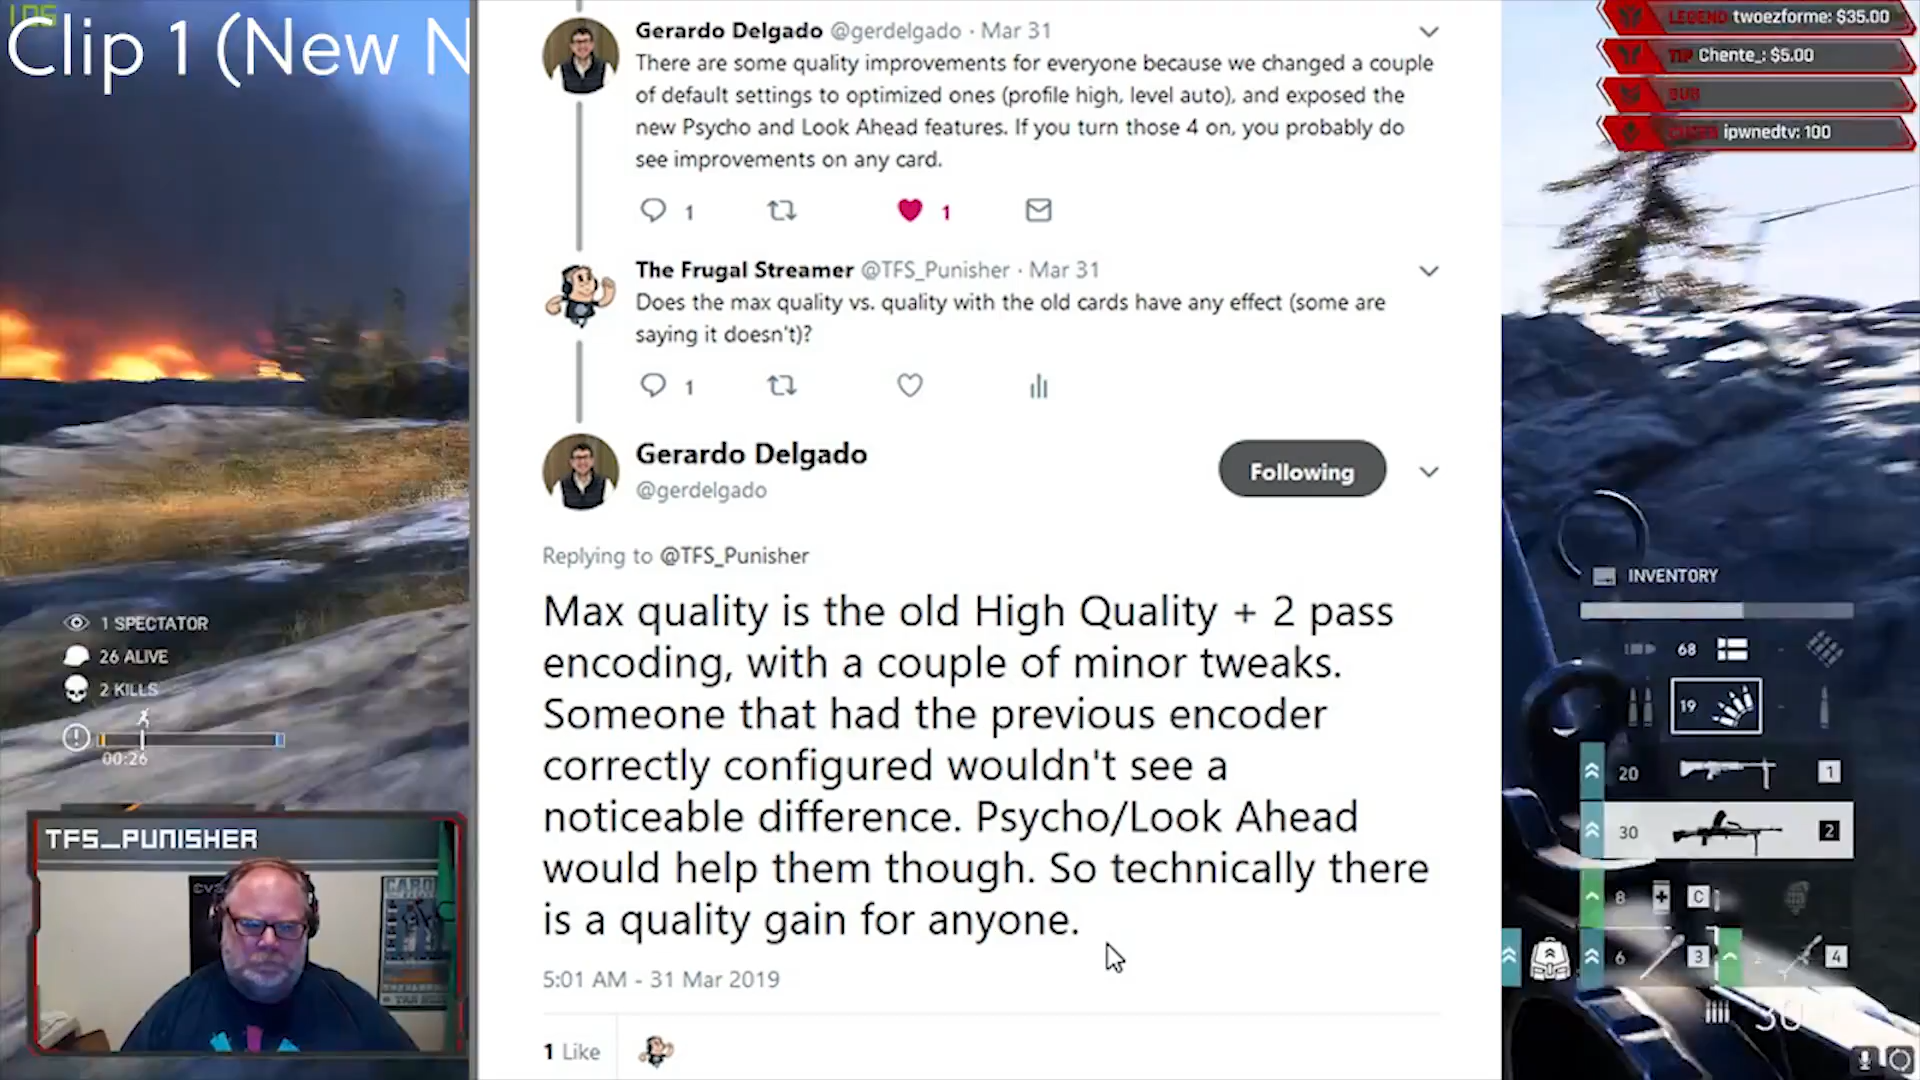 Clip 1 (New N
Gerardo Delgado @gerdelgado · Mar 31
There are some quality improvements for everyone because we changed a couple
of default settings to optimized ones (profile high, level auto), and exposed the
new Psycho and Look Ahead features. If you turn those 4 on, you probably do
see improvements on any card.
1
1
The Frugal Streamer @TFS_Punisher · Mar 31
Does the max quality vs. quality with the old cards have any effect (some are
saying it doesn't)?
1
Gerardo Delgado
@gerdelgado
Following
Replying to @TFS_Punisher
Max quality is the old High Quality + 2 pass
encoding, with a couple of minor tweaks.
Someone that had the previous encoder
correctly configured wouldn't see a
noticeable difference. Psycho/Look Ahead
would help them though. So technically there
is a quality gain for anyone.
5:01 AM - 31 Mar 2019
1 Like
1 SPECTATOR
26 ALIVE
2 KILLS
00:26
TFS_PUNISHER
LEGEND twoezforme: $35.00
TIP Chente_: $5.00
SUB
ipwnedtv: 100
INVENTORY
68
19
20
1
30
2
8
C
6
3
4
30